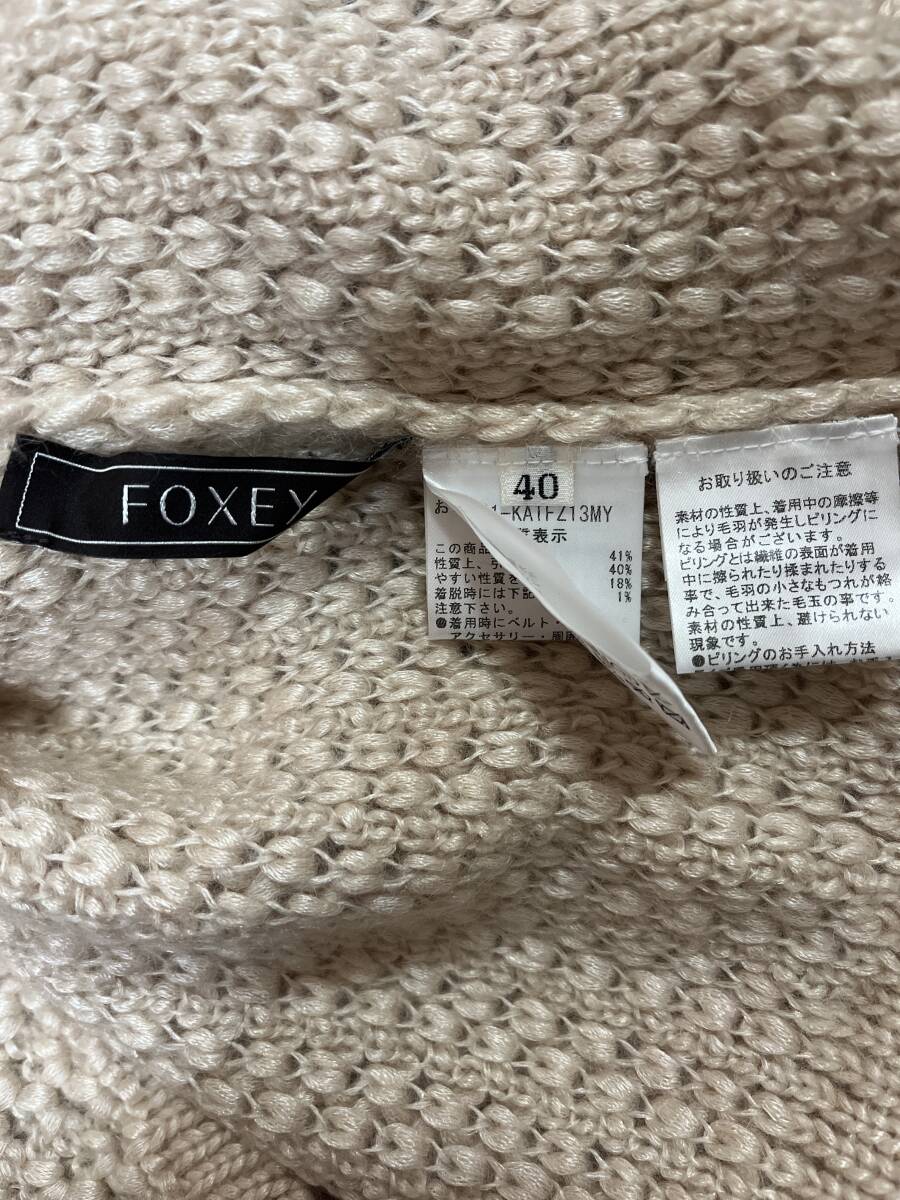 FOXEY
40
お
1-KATFZ13MY
質表示
この商品
性質上、引
やすい性質を
着脱時には下記
注意下さい。
●着用時にベルト・
アクセサリー・
41%
40%
18%
1%
お取り扱いのご注意
素材の性質上、着用中の摩擦等
により毛羽が発生しピリングに
なる場合がございます。
ピリングとは繊維の表面が着用
中に擦られたり揉まれたりする
事で、毛羽の小さなもつれが絡
み合って出来た毛玉の事です。
素材の性質上、避けられない
現象です。
●ピリングのお手入れ方法